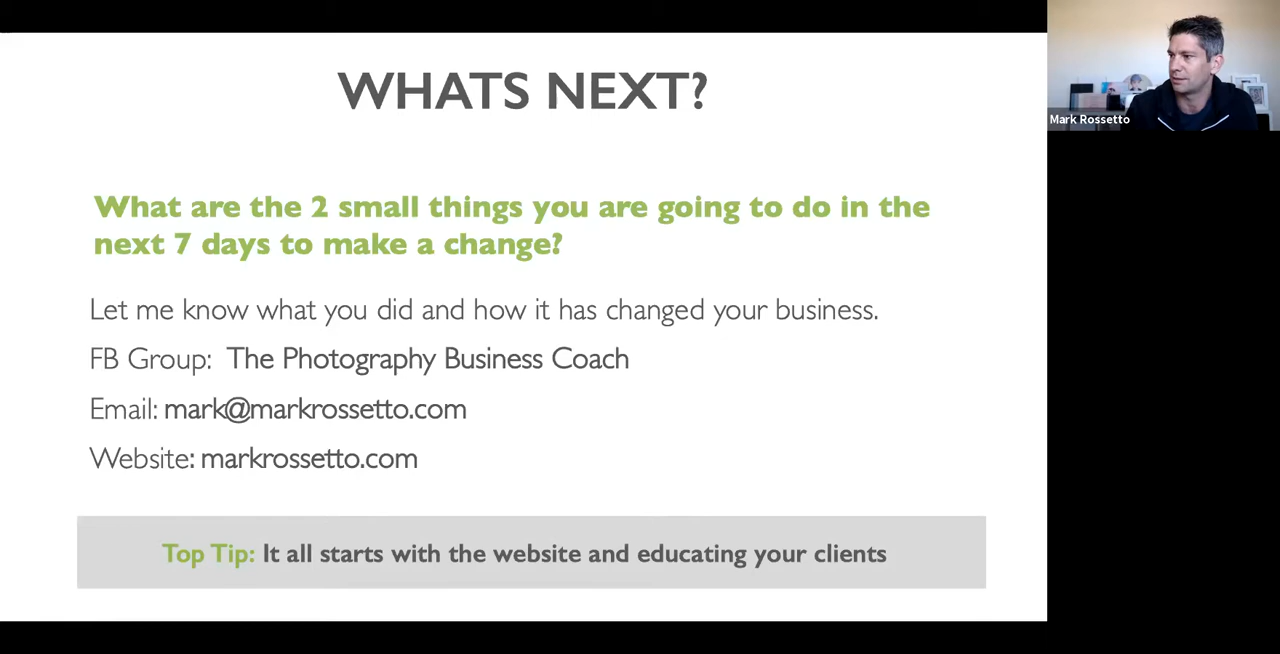 WHATS NEXT?
What are the 2 small things you are going to do in the
next 7 days to make a change?
Let me know what you did and how it has changed your business.
FB Group: The Photography Business Coach
Email: mark@markrossetto.com
Website: markrossetto.com
Top Tip: It all starts with the website and educating your clients
Mark Rossetto